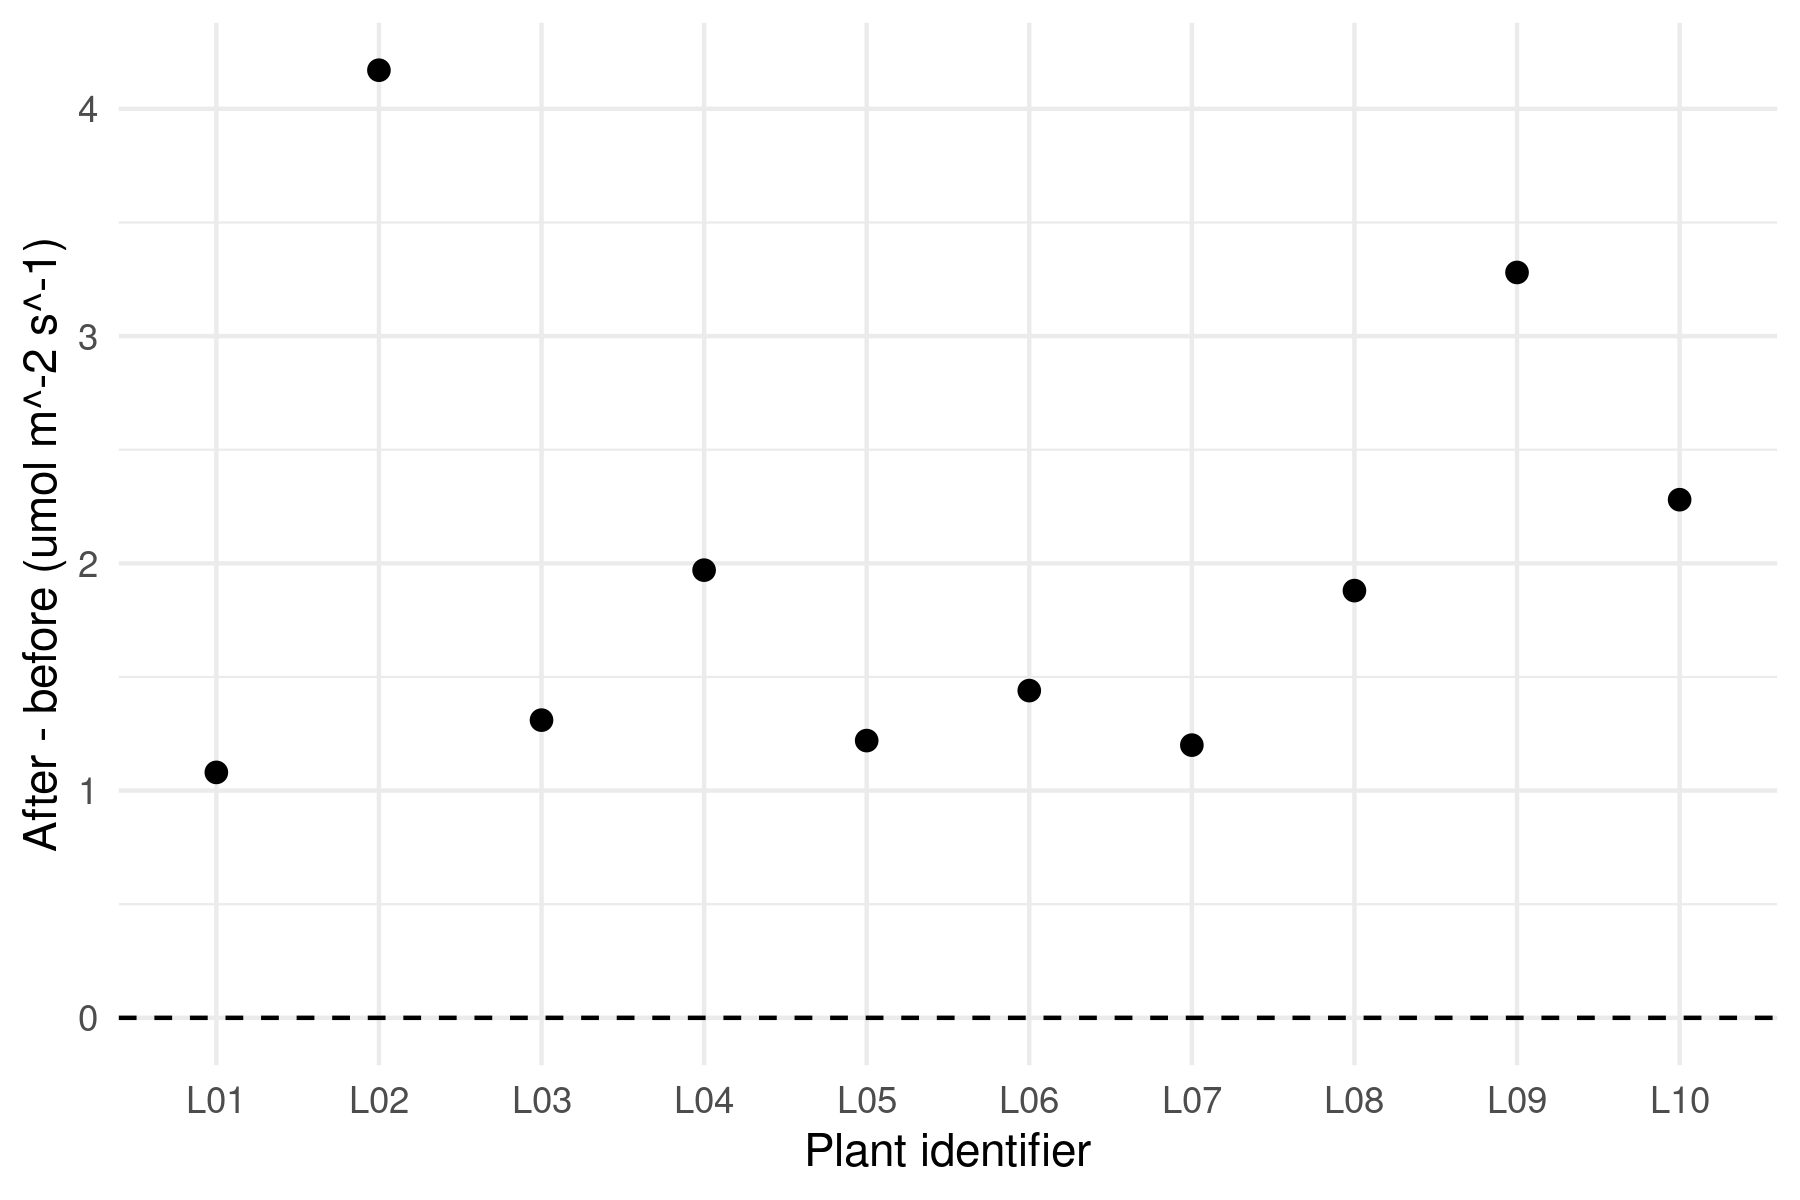 After - before (umol m^-2 s^-1)
4
3
2
1
0
L01 L02 L03 L04 L05 L06 L07 L08 L09 L10
Plant identifier